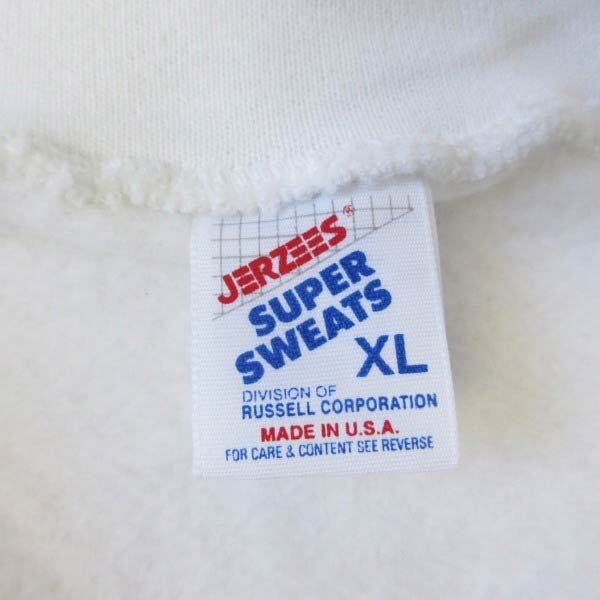 JERZEES®
SUPER
SWEATS
XL
DIVISION OF
RUSSELL CORPORATION
MADE IN U.S.A.
FOR CARE & CONTENT SEE REVERSE